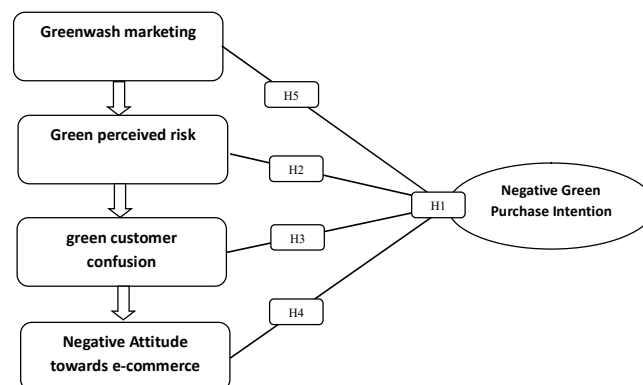 Greenwash marketing
H5
Green perceived risk
H2
H1
Negative Green
Purchase Intention
green customer
confusion
H3
H4
Negative Attitude
towards e-commerce